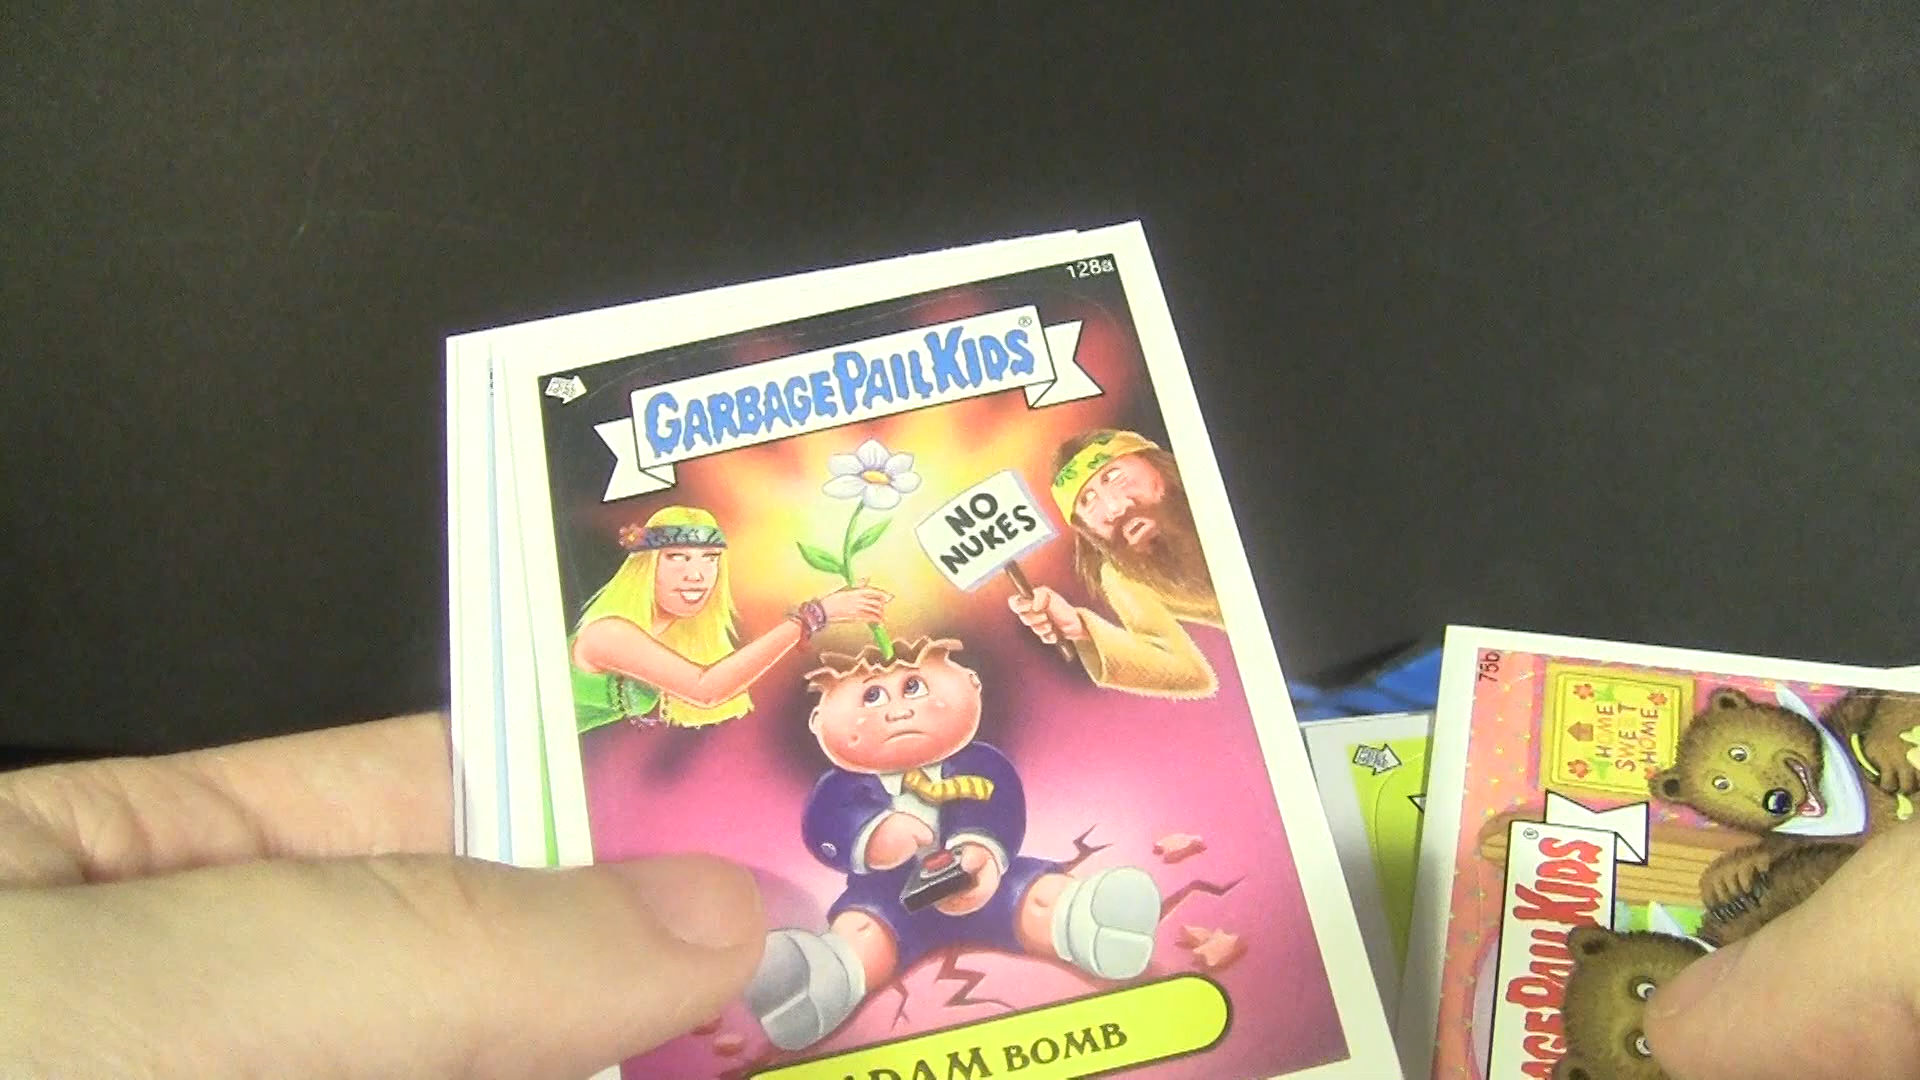 128a
GARBAGE PAIL KIDS®
NO
NUKES
ADAM BOMB
75b
HOME
SWEET
HOME
PAIL KIDS®